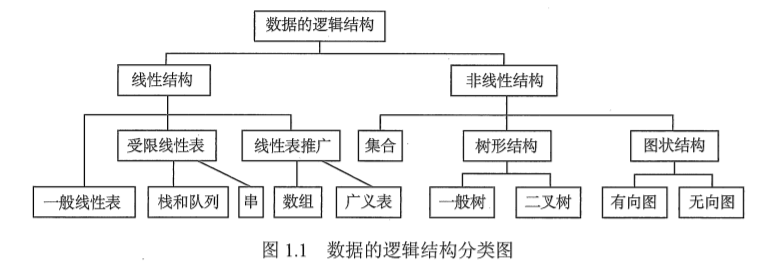 数据的逻辑结构
线性结构
非线性结构
受限线性表
线性表推广
集合
树形结构
图状结构
一般线性表
栈和队列
串
数组
广义表
一般树
二叉树
有向图
无向图
图 1.1 数据的逻辑结构分类图